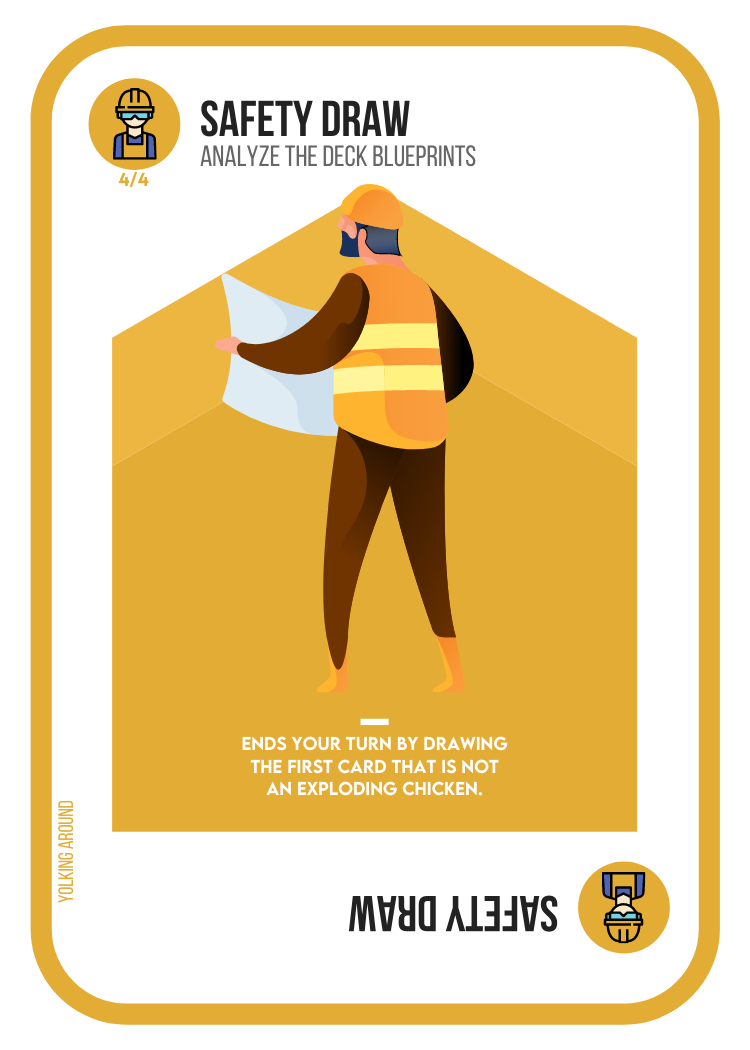 SAFETY DRAW
ANALYZE THE DECK BLUEPRINTS
4/4
ENDS YOUR TURN BY DRAWING
THE FIRST CARD THAT IS NOT
AN EXPLODING CHICKEN.
YOLKING AROUND
SAFETY DRAW